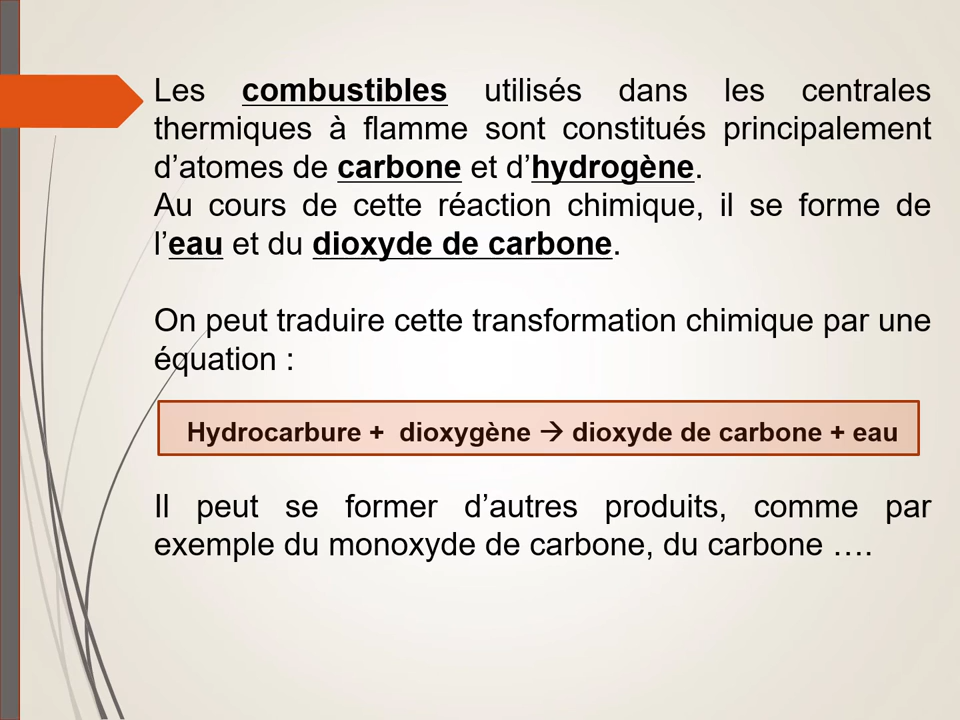 Les combustibles utilisés dans les centrales
thermiques à flamme sont constitués principalement
d’atomes de carbone et d’hydrogène.
Au cours de cette réaction chimique, il se forme de
l’eau et du dioxyde de carbone.
On peut traduire cette transformation chimique par une
équation :
Hydrocarbure + dioxygène → dioxyde de carbone + eau
Il peut se former d’autres produits, comme par
exemple du monoxyde de carbone, du carbone ….